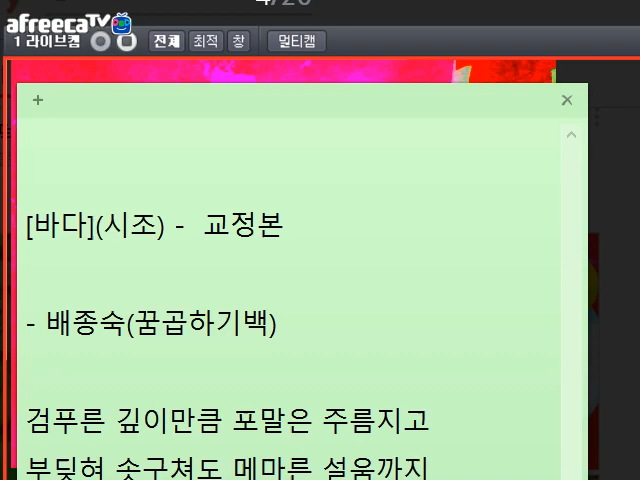 4/20
afreecaTV
1 라이브캠 전체 최적 창 멀티캠
[바다](시조) - 교정본
- 배종숙(꿈곱하기백)
검푸른 깊이만큼 포말은 주름지고
부딪혀 솟구쳐도 메마른 설움까지